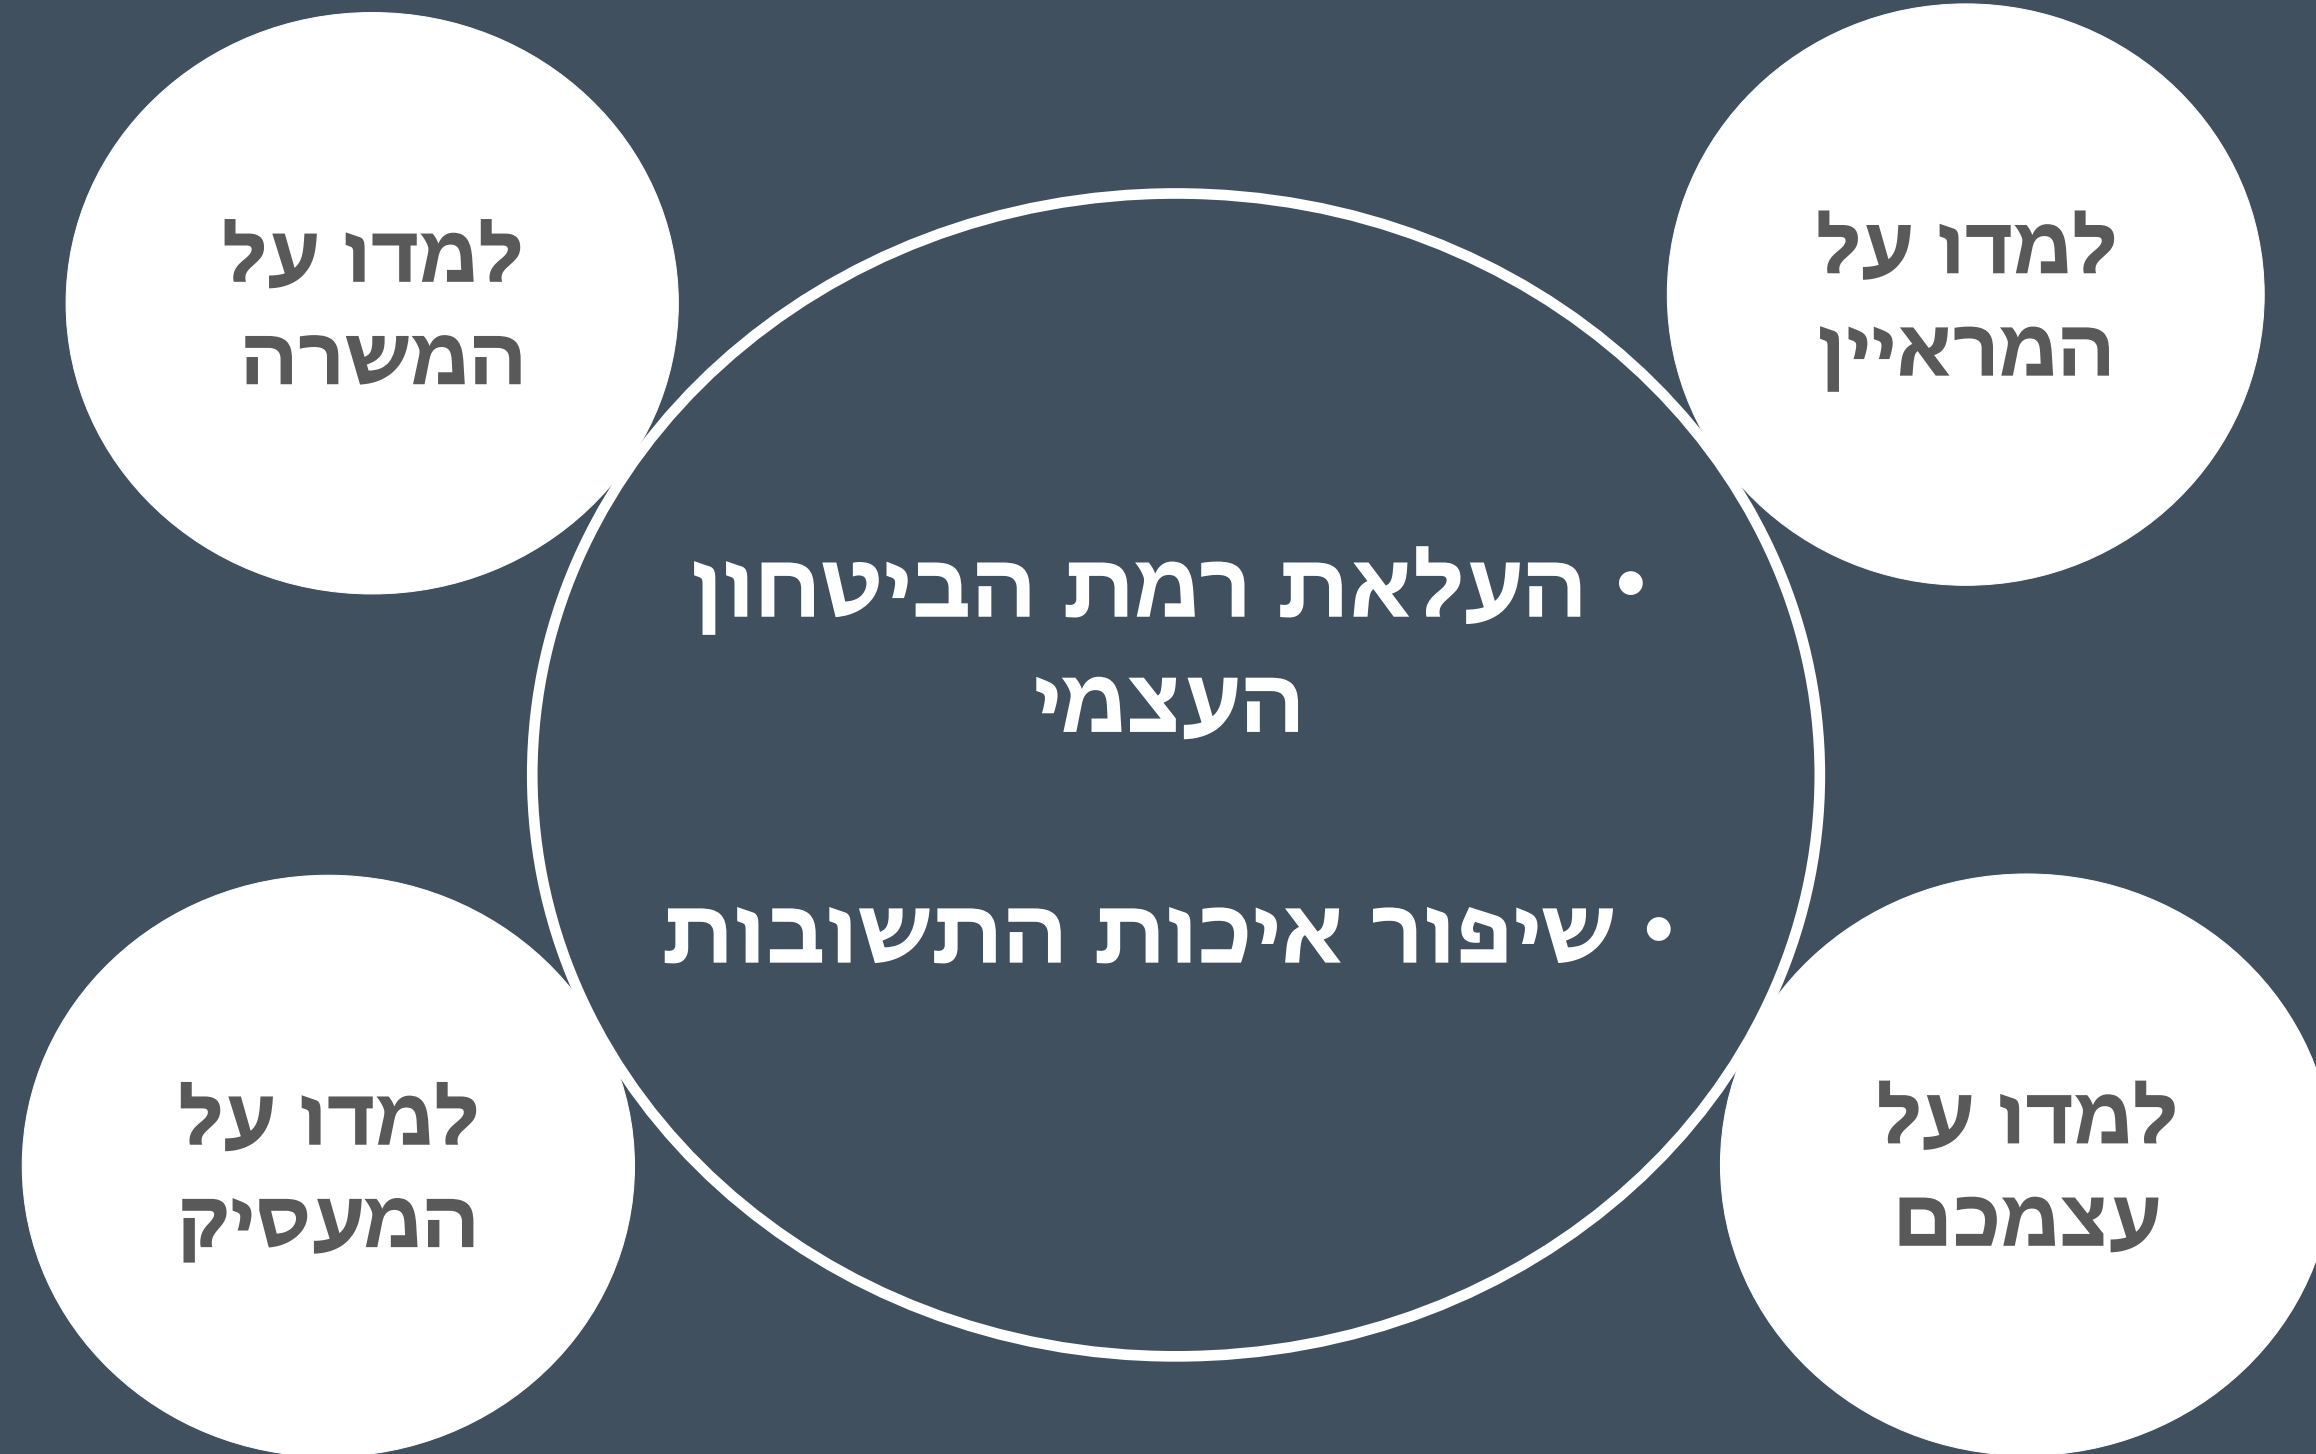 למדו על
המראיין
למדו על
המשרה
• העלאת רמת הביטחון
העצמי
• שיפור איכות התשובות
למדו על
עצמכם
למדו על
המעסיק